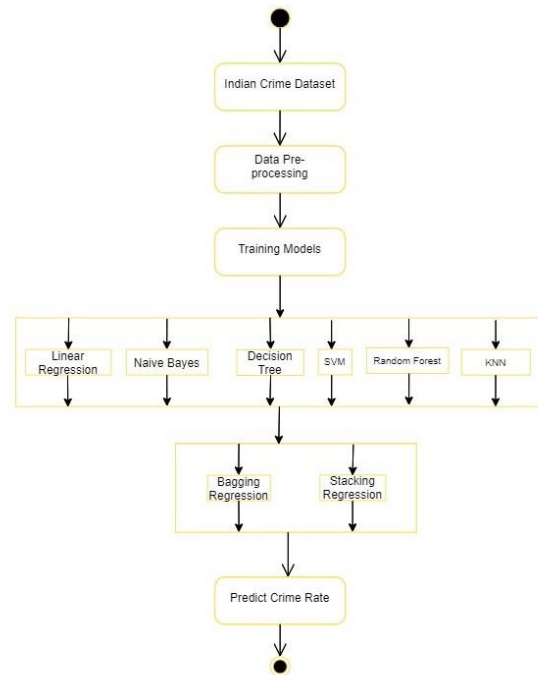 Indian Crime Dataset
Data Pre-
processing
Training Models
Linear
Regression
Naive Bayes
Decision
Tree
SVM
Random Forest
KNN
Bagging
Regression
Stacking
Regression
Predict Crime Rate